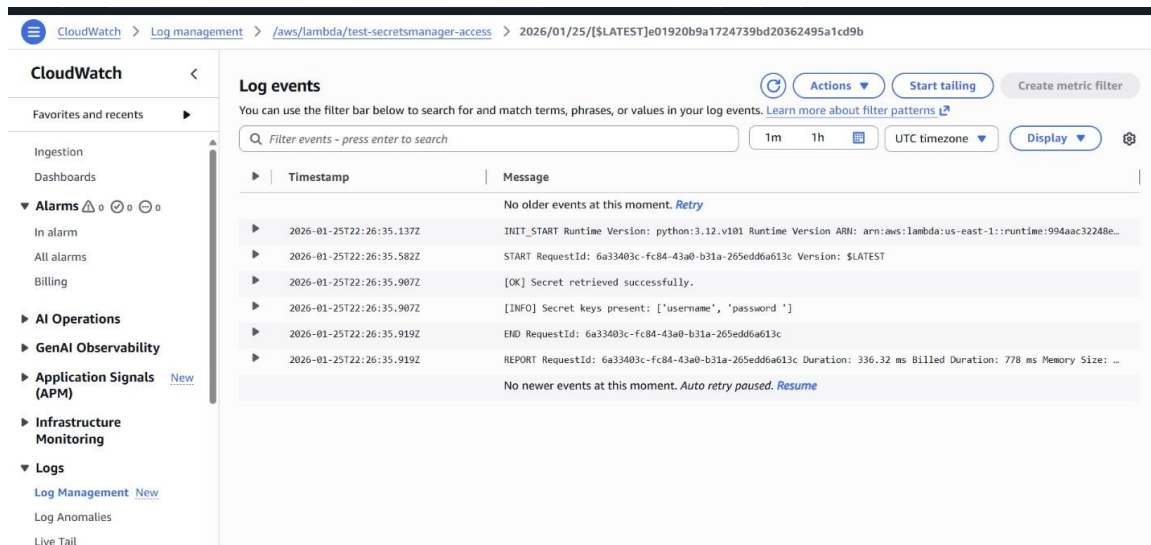 CloudWatch > Log management > /aws/lambda/test-secretsmanager-access > 2026/01/25/[$LATEST]e01920b9a1724739bd20362495a1cd9b
CloudWatch
Favorites and recents
Ingestion
Dashboards
Alarms 0 0 0
In alarm
All alarms
Billing
AI Operations
GenAI Observability
Application Signals New
(APM)
Infrastructure
Monitoring
Logs
Log Management New
Log Anomalies
Live Tail
Log events
Actions
Start tailing
Create metric filter
You can use the filter bar below to search for and match terms, phrases, or values in your log events. Learn more about filter patterns
Filter events - press enter to search
1m 1h UTC timezone Display
Timestamp Message
No older events at this moment. Retry
2026-01-25T22:26:35.137Z INIT_START Runtime Version: python:3.12.v101 Runtime Version ARN: arn:aws:lambda:us-east-1::runtime:994aac32248e…
2026-01-25T22:26:35.582Z START RequestId: 6a33403c-fc84-43a0-b31a-265edd6a613c Version: $LATEST
2026-01-25T22:26:35.907Z [OK] Secret retrieved successfully.
2026-01-25T22:26:35.907Z [INFO] Secret keys present: ['username', 'password ']
2026-01-25T22:26:35.919Z END RequestId: 6a33403c-fc84-43a0-b31a-265edd6a613c
2026-01-25T22:26:35.919Z REPORT RequestId: 6a33403c-fc84-43a0-b31a-265edd6a613c Duration: 336.32 ms Billed Duration: 778 ms Memory Size: …
No newer events at this moment. Auto retry paused. Resume